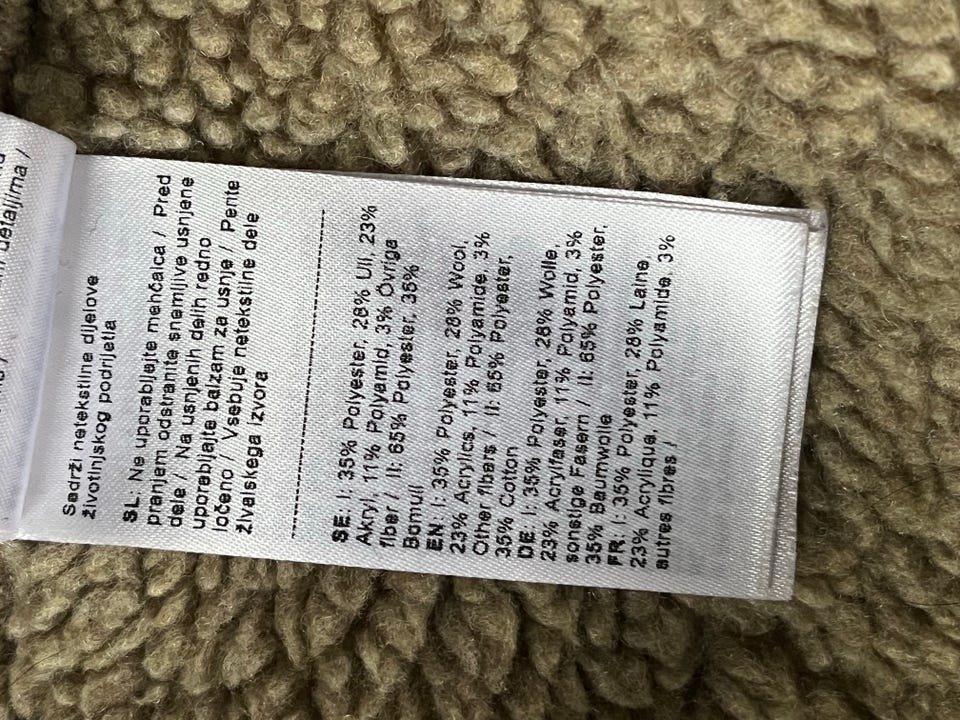 detaljima /
Sadrži netekstilne dijelove
životinjskog podrijeta
SL: Ne uporabljajte mehčalca / Pred
pranjem odstranite snemljive usnjene
dele / Na usnjenih delih redno
uporabljajte balzam za usnje / Perite
ločeno / Vsebuje netekstilne dele
živalskega izvora
SE:: I: 35% Polyester, 28% Ull, 23%
Akryl, 11% Polyamid, 3% Övriga
fiber / II: 65% Polyester, 35%
Bomull
EN: I: 35% Polyester, 28% Wool,
23% Acrylics, 11% Polyamide, 3%
Other fibers / II: 65% Polyester,
35% Cotton
DE: I: 35% Polyester, 28% Wolle,
23% Acrylfaser, 11% Polyamid, 3%
sonstige Fasern / II: 65% Polyester,
35% Baumwolle
FR: I: 35% Polyester, 28% Laine
23% Acrylique, 11% Polyamide, 3%
autres fibres /